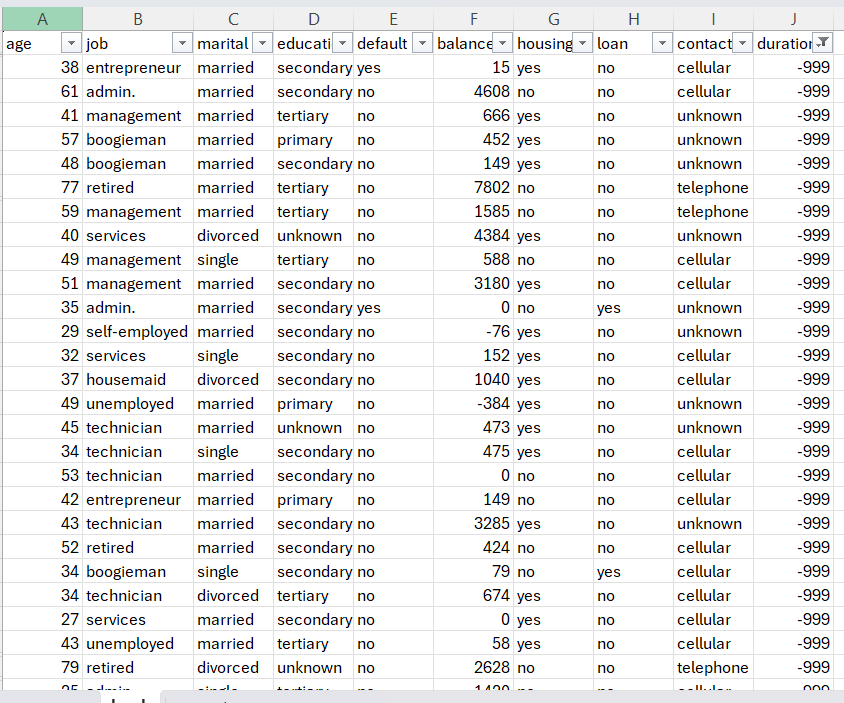 A B C D E F G H I J
age job marital educati default balance housing loan contact duration
38 entrepreneur married secondary yes 15 yes no cellular -999
61 admin. married secondary no 4608 no no cellular -999
41 management married tertiary no 666 yes no unknown -999
57 boogieman married primary no 452 yes no unknown -999
48 boogieman married secondary no 149 yes no unknown -999
77 retired married tertiary no 7802 no no telephone -999
59 management married tertiary no 1585 no no telephone -999
40 services divorced unknown no 4384 yes no unknown -999
49 management single tertiary no 588 no no cellular -999
51 management married secondary no 3180 yes no cellular -999
35 admin. married secondary yes 0 no yes unknown -999
29 self-employed married secondary no -76 yes no unknown -999
32 services single secondary no 152 yes no cellular -999
37 housemaid divorced secondary no 1040 yes no cellular -999
49 unemployed married primary no -384 yes no unknown -999
45 technician married unknown no 473 yes no unknown -999
34 technician single secondary no 475 yes no cellular -999
53 technician married secondary no 0 no no cellular -999
42 entrepreneur married primary no 149 no no cellular -999
43 technician married secondary no 3285 yes no unknown -999
52 retired married secondary no 424 no no cellular -999
34 boogieman single secondary no 79 no yes cellular -999
34 technician divorced tertiary no 674 yes no cellular -999
27 services married secondary no 0 yes no cellular -999
43 unemployed married tertiary no 58 yes no cellular -999
79 retired divorced unknown no 2628 no no telephone -999